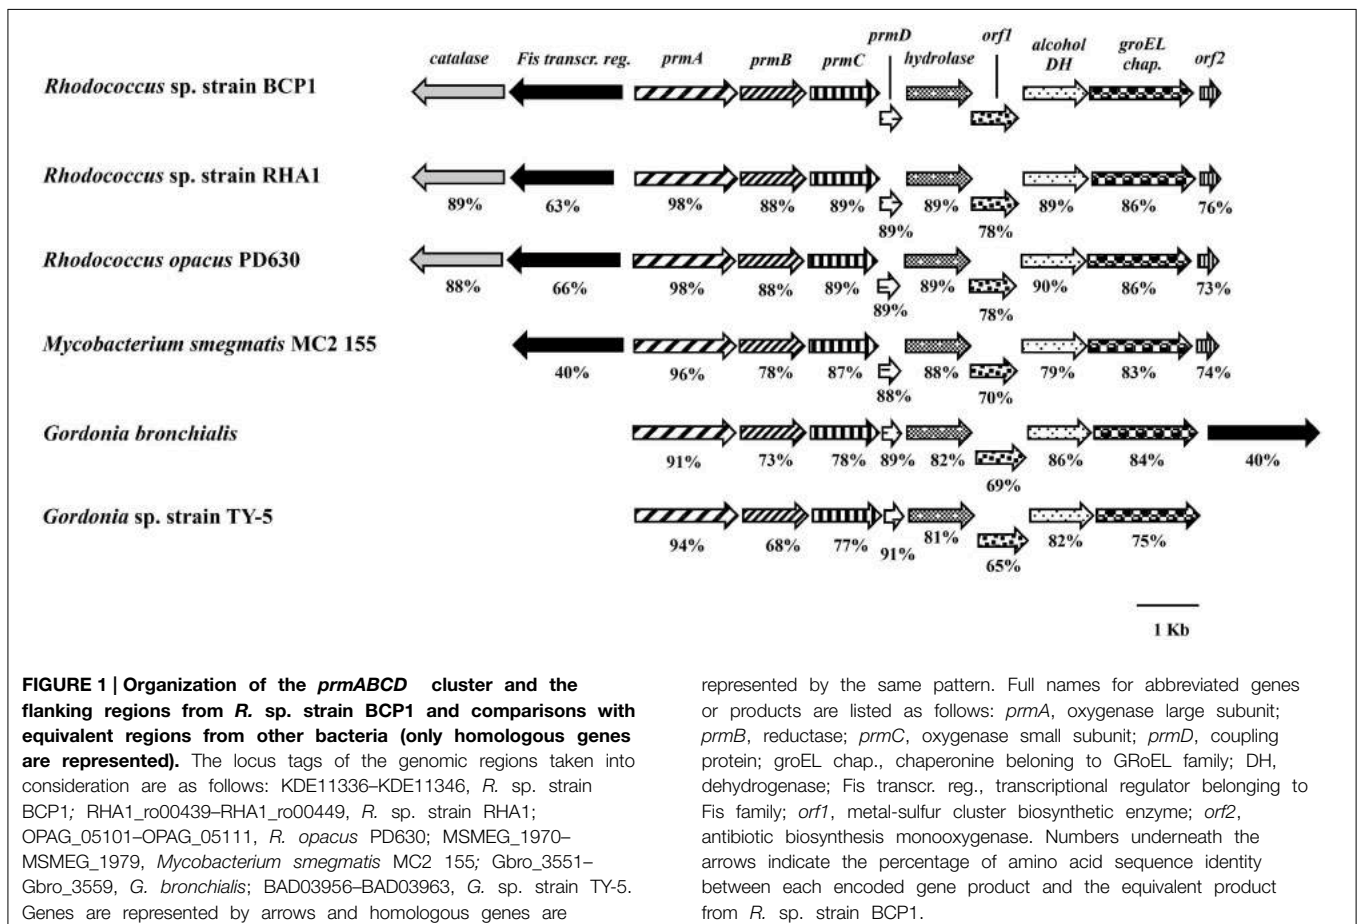 prmD orf1 alcohol groEL
catalase Fis transcr. reg. prmA prmB prmC hydrolase DH chap. orf2
Rhodococcus sp. strain BCP1
Rhodococcus sp. strain RHA1
89% 63% 98% 88% 89% 89% 89% 86% 76%
89% 78%
Rhodococcus opacus PD630
88% 66% 98% 88% 89% 89% 90% 86% 73%
89% 78%
Mycobacterium smegmatis MC2 155
40% 96% 78% 87% 88% 79% 83% 74%
88% 70%
Gordonia bronchialis
91% 73% 78% 89% 82% 86% 84% 40%
69%
Gordonia sp. strain TY-5
94% 68% 77% 91% 81% 82% 75%
65%
1 Kb
FIGURE 1 | Organization of the prmABCD cluster and the
flanking regions from R. sp. strain BCP1 and comparisons with
equivalent regions from other bacteria (only homologous genes
are represented). The locus tags of the genomic regions taken into
consideration are as follows: KDE11336–KDE11346, R. sp. strain
BCP1; RHA1_ro00439–RHA1_ro00449, R. sp. strain RHA1;
OPAG_05101–OPAG_05111, R. opacus PD630; MSMEG_1970–
MSMEG_1979, Mycobacterium smegmatis MC2 155; Gbro_3551–
Gbro_3559, G. bronchialis; BAD03956–BAD03963, G. sp. strain TY-5.
Genes are represented by arrows and homologous genes are
represented by the same pattern. Full names for abbreviated genes
or products are listed as follows: prmA, oxygenase large subunit;
prmB, reductase; prmC, oxygenase small subunit; prmD, coupling
protein; groEL chap., chaperonine beloning to GRoEL family; DH,
dehydrogenase; Fis transcr. reg., transcriptional regulator belonging to
Fis family; orf1, metal-sulfur cluster biosynthetic enzyme; orf2,
antibiotic biosynthesis monooxygenase. Numbers underneath the
arrows indicate the percentage of amino acid sequence identity
between each encoded gene product and the equivalent product
from R. sp. strain BCP1.